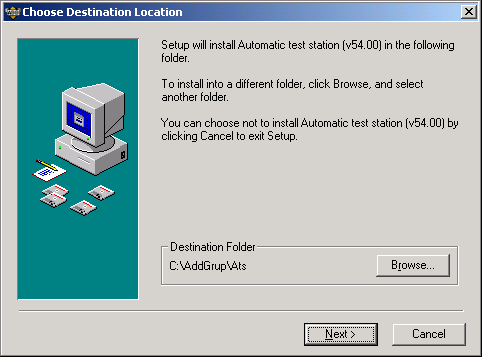 Choose Destination Location
Setup will install Automatic test station (v54.00) in the following
folder.
To install into a different folder, click Browse, and select
another folder.
You can choose not to install Automatic test station (v54.00) by
clicking Cancel to exit Setup.
Destination Folder
C:\AddGrup\Ats
Browse...
Next >
Cancel